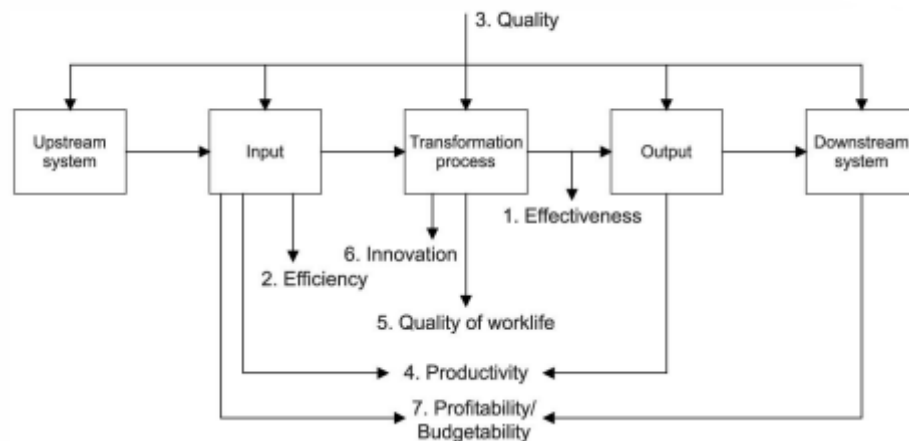 3. Quality
Upstream
system
Input
Transformation
process
Output
Downstream
system
1. Effectiveness
6. Innovation
2. Efficiency
5. Quality of worklife
4. Productivity
7. Profitability/
Budgetability